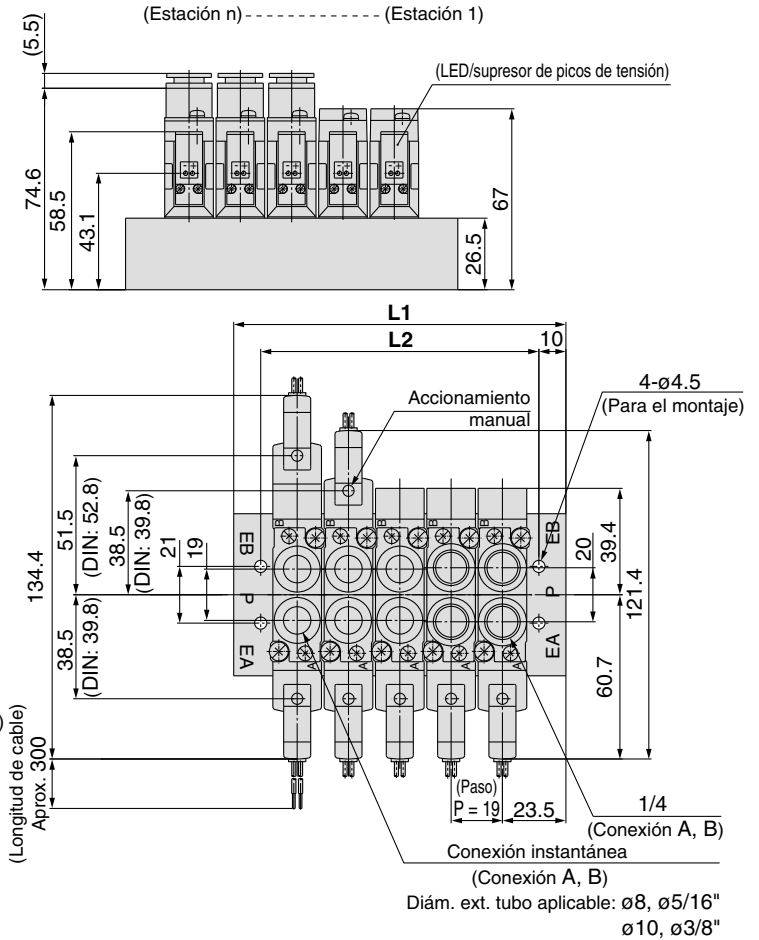 (Estación n)
(Estación 1)
(5.5)
(LED/supresor de picos de tensión)
74.6
58.5
43.1
67
26.5
L1
L2
10
4-ø4.5
(Para el montaje)
Accionamiento
manual
134.4
51.5
(DIN: 52.8)
38.5
(DIN: 39.8)
21
19
38.5
(DIN: 39.8)
EB
P
EA
B
B
B
B
B
A
A
A
A
A
EB
P
EA
20
39.4
121.4
60.7
(Longitud de cable)
Aprox. 300
(Paso)
P = 19
23.5
1/4
(Conexión A, B)
Conexión instantánea
(Conexión A, B)
Diám. ext. tubo aplicable: ø8, ø5/16"
ø10, ø3/8"